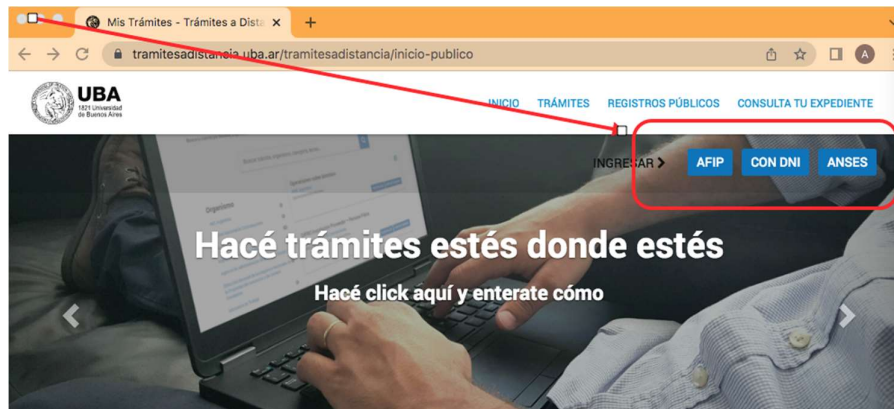 Mis Trámites - Trámites a Dista
tramitesadistancia.uba.ar/tramitesadistancia/inicio-publico
A
UBA
1821 Universidad
de Buenos Aires
INICIO TRÁMITES REGISTROS PÚBLICOS CONSULTA TU EXPEDIENTE
INGRESAR AFIP CON DNI ANSES
Organismo
Hacé trámites estés donde estés
Hacé click aquí y enterate cómo